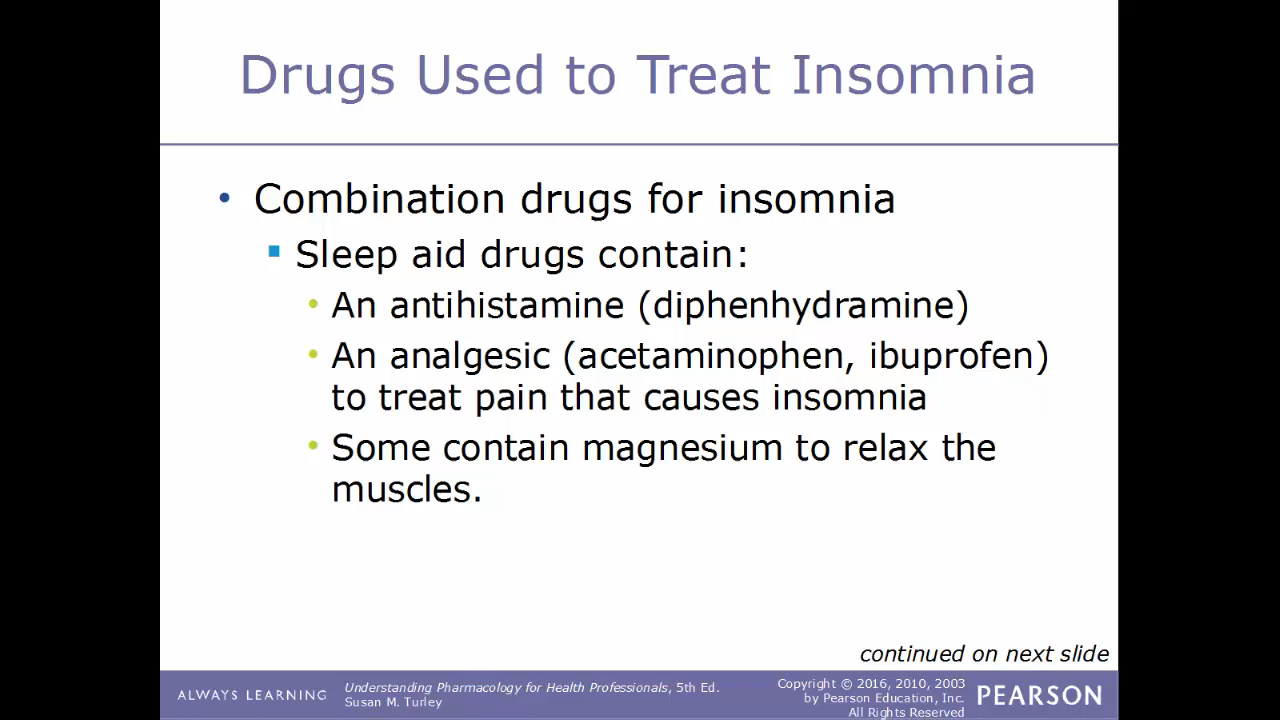 Drugs Used to Treat Insomnia
• Combination drugs for insomnia
▪ Sleep aid drugs contain:
• An antihistamine (diphenhydramine)
• An analgesic (acetaminophen, ibuprofen)
to treat pain that causes insomnia
• Some contain magnesium to relax the
muscles.
continued on next slide
ALWAYS LEARNING
Understanding Pharmacology for Health Professionals, 5th Ed.
Susan M. Turley
Copyright © 2016, 2010, 2003
by Pearson Education, Inc.
All Rights Reserved
PEARSON